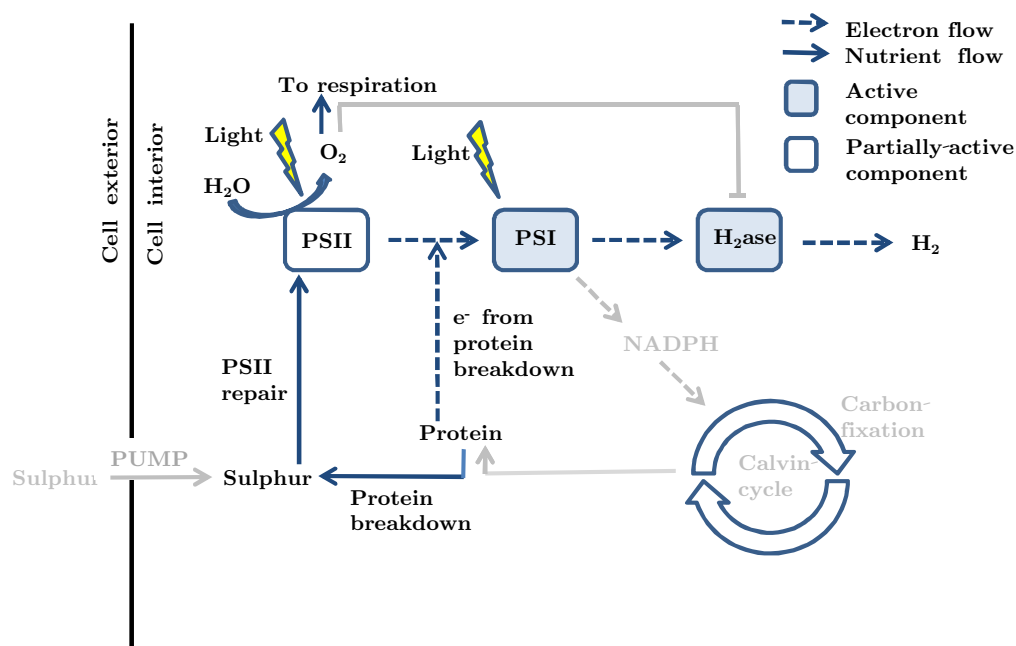 Electron flow
Nutrient flow
Active
component
Partially-active
component
To respiration
Light
O₂
Light
H₂O
Cell exterior
Cell interior
PSII
PSI
H₂ase
H₂
e⁻ from
protein
breakdown
NADPH
PSII
repair
Carbon-
fixation
Protein
PUMP
Sulphur
Sulphur
Calvin-
cycle
Protein
breakdown